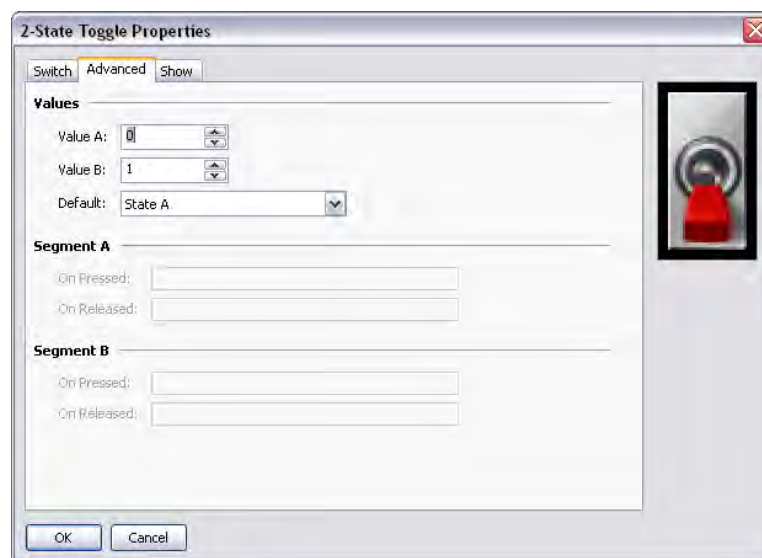 2-State Toggle Properties
Switch Advanced Show
Values
Value A: 0
Value B: 1
Default: State A
Segment A
On Pressed:
On Released:
Segment B
On Pressed:
On Released:
OK Cancel